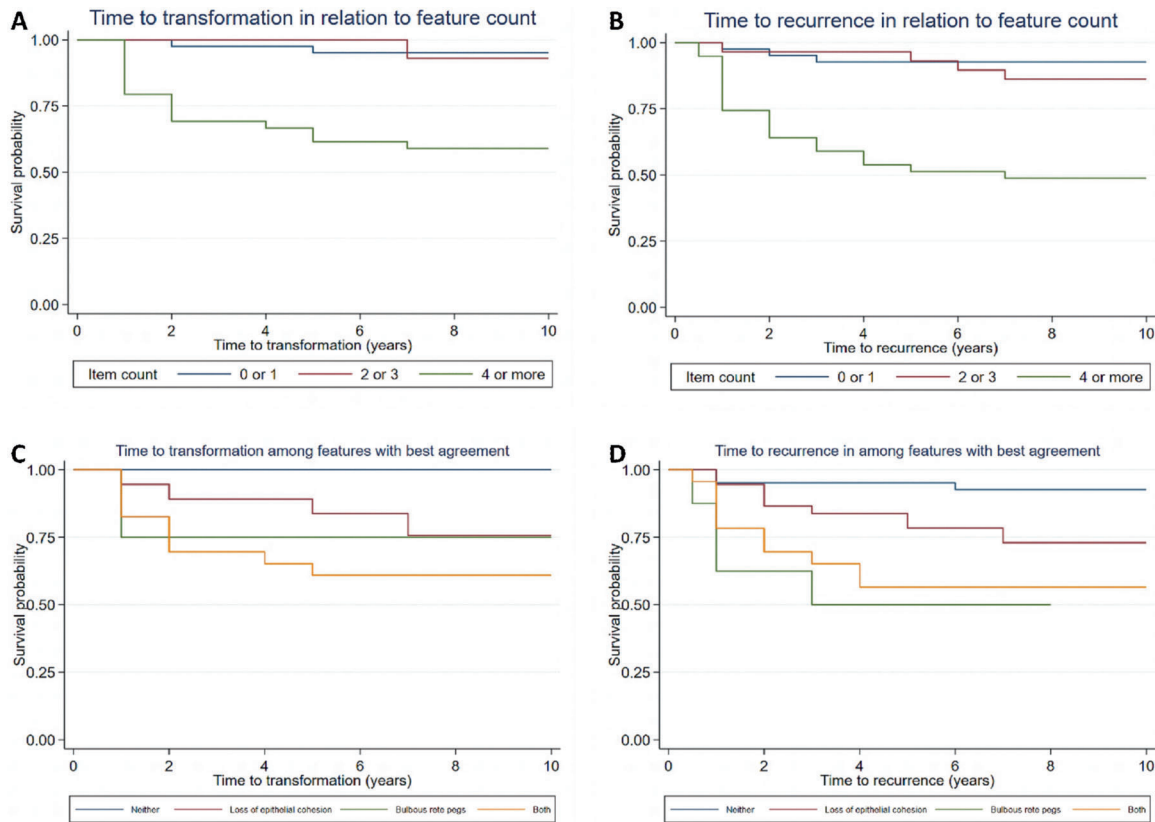 A
Time to transformation in relation to feature count
1.00
0.75
0.50
0.25
0.00
Survival probability
0 2 4 6 8 10
Time to transformation (years)
Item count 0 or 1 2 or 3 4 or more
B
Time to recurrence in relation to feature count
1.00
0.75
0.50
0.25
0.00
Survival probability
0 2 4 6 8 10
Time to recurrence (years)
Item count 0 or 1 2 or 3 4 or more
C
Time to transformation among features with best agreement
1.00
0.75
0.50
0.25
0.00
Survival probability
0 2 4 6 8 10
Time to transformation (years)
Neither Loss of epithelial cohesion Bulbous rote pegs Both
D
Time to recurrence in among features with best agreement
1.00
0.75
0.50
0.25
0.00
Survival probability
0 2 4 6 8 10
Time to recurrence (years)
Neither Loss of epithelial cohesion Bulbous rote pegs Both